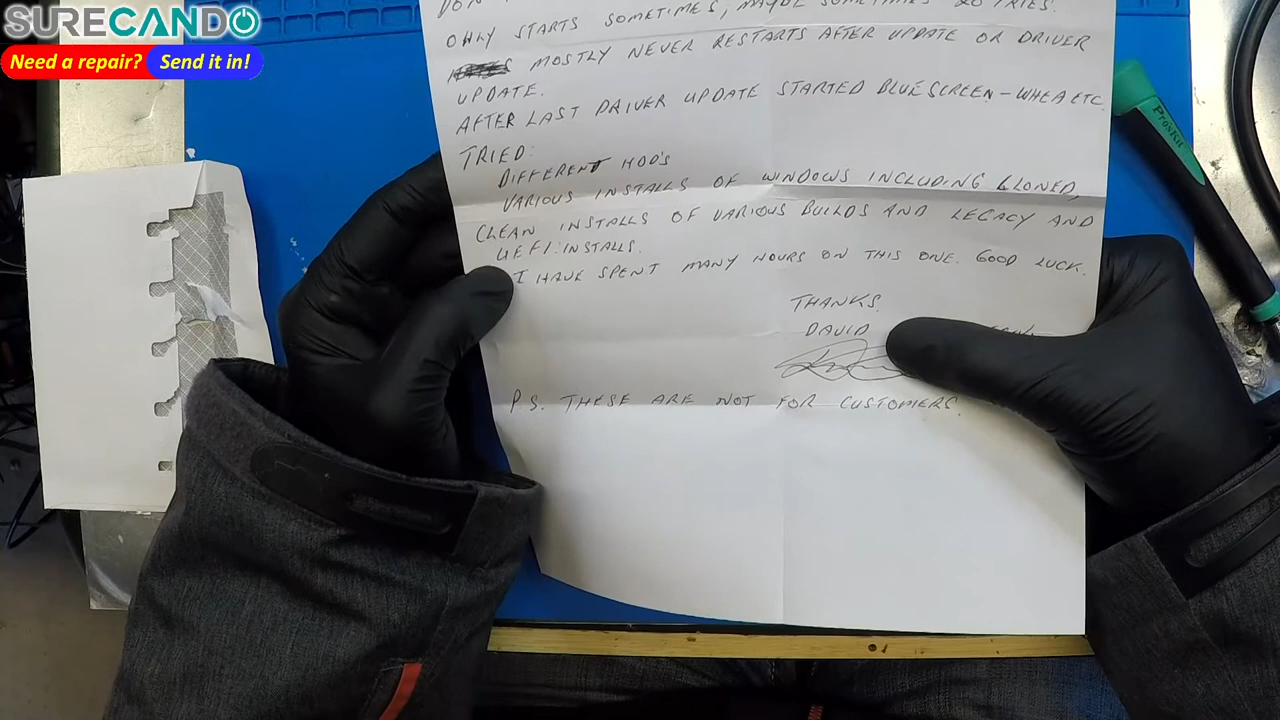 SURECANDO
Need a repair? Send it in!
ONLY STARTS SOMETIMES, MAYBE SOMETIMES 20 TRIES.
MOSTLY NEVER RESTARTS AFTER UPDATE OR DRIVER
UPDATE.
AFTER LAST DRIVER UPDATE STARTED BLUESCREEN - WHEA ETC.
TRIED:
DIFFERENT HDD'S
VARIOUS INSTALLS OF WINDOWS INCLUDING CLONED,
CLEAN INSTALLS OF VARIOUS BUILDS AND LEGACY AND
UEFI. INSTALLS.
I HAVE SPENT MANY HOURS ON THIS ONE. GOOD LUCK.
THANKS.
DAVID
P.S. THESE ARE NOT FOR CUSTOMERS.
Pro'sKit